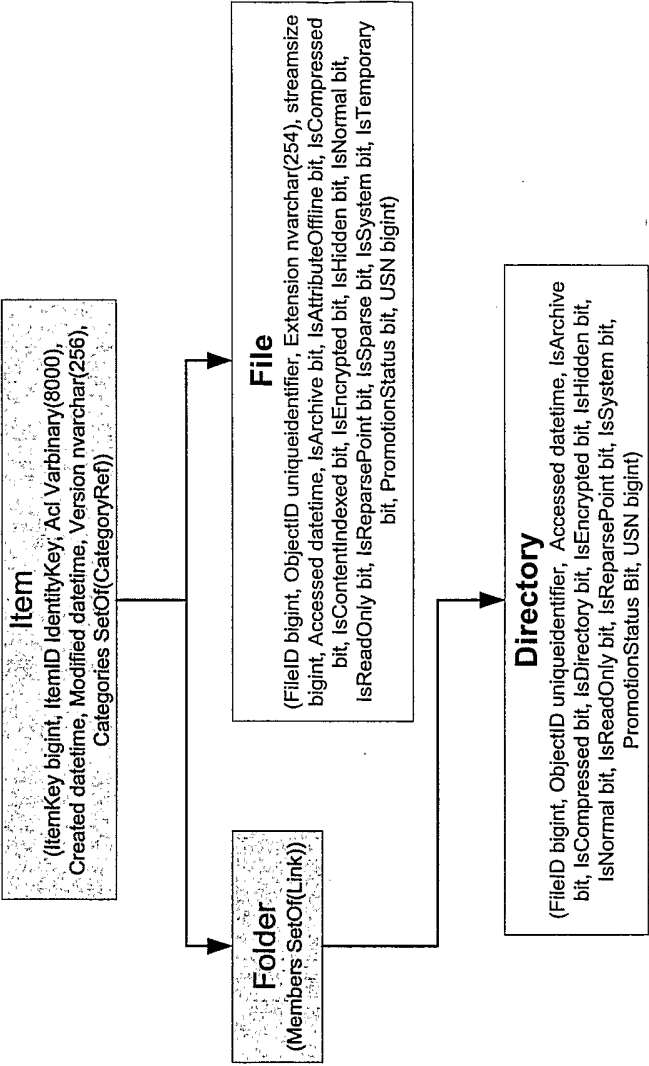 Item
(ItemKey bigint, ItemID IdentityKey, Acl Varbinary(8000),
Created datetime, Modified datetime, Version nvarchar(256),
Categories SetOf(CategoryRef))
Folder
(Members SetOf(Link))
File
(FileID bigint, ObjectID uniqueidentifier, Extension nvarchar(254), streamsize
bigint, Accessed datetime, IsArchive bit, IsAttributeOffline bit, IsCompressed
bit, IsContentIndexed bit, IsEncrypted bit, IsHidden bit, IsNormal bit,
IsReadOnly bit, IsReparsePoint bit, IsSparse bit, IsSystem bit, IsTemporary
bit, PromotionStatus bit, USN bigint)
Directory
(FileID bigint, ObjectID uniqueidentifier, Accessed datetime, IsArchive
bit, IsCompressed bit, IsDirectory bit, IsEncrypted bit, IsHidden bit,
IsNormal bit, IsReadOnly bit, IsReparsePoint bit, IsSystem bit,
PromotionStatus Bit, USN bigint)